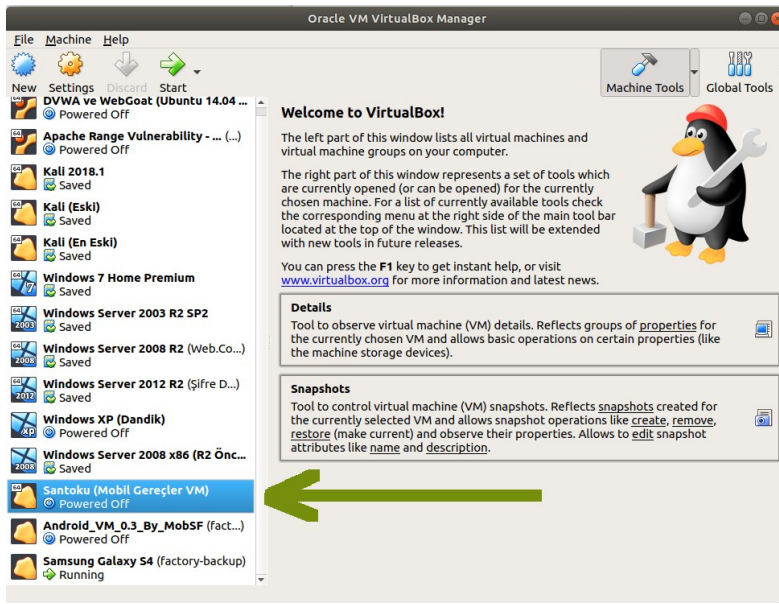 Oracle VM VirtualBox Manager
File Machine Help
New Settings Discard Start
Machine Tools Global Tools
DVWA ve WebGoat (Ubuntu 14.04 ...
Powered Off
Apache Range Vulnerability - ... (...)
Powered Off
Kali 2018.1
Saved
Kali (Eski)
Saved
Kali (En Eski)
Saved
Windows 7 Home Premium
Saved
Windows Server 2003 R2 SP2
Saved
Windows Server 2008 R2 (Web.Co...)
Saved
Windows Server 2012 R2 (Şifre D...)
Saved
Windows XP (Dandik)
Powered Off
Windows Server 2008 x86 (R2 Önc...
Saved
Santoku (Mobil Gereçler VM)
Powered Off
Android_VM_0.3_By_MobSF (fact...)
Powered Off
Samsung Galaxy S4 (factory-backup)
Running
Welcome to VirtualBox!
The left part of this window lists all virtual machines and
virtual machine groups on your computer.
The right part of this window represents a set of tools which
are currently opened (or can be opened) for the currently
chosen machine. For a list of currently available tools check
the corresponding menu at the right side of the main tool bar
located at the top of the window. This list will be extended
with new tools in future releases.
You can press the F1 key to get instant help, or visit
www.virtualbox.org for more information and latest news.
Details
Tool to observe virtual machine (VM) details. Reflects groups of properties for
the currently chosen VM and allows basic operations on certain properties (like
the machine storage devices).
Snapshots
Tool to control virtual machine (VM) snapshots. Reflects snapshots created for
the currently selected VM and allows snapshot operations like create, remove,
restore (make current) and observe their properties. Allows to edit snapshot
attributes like name and description.